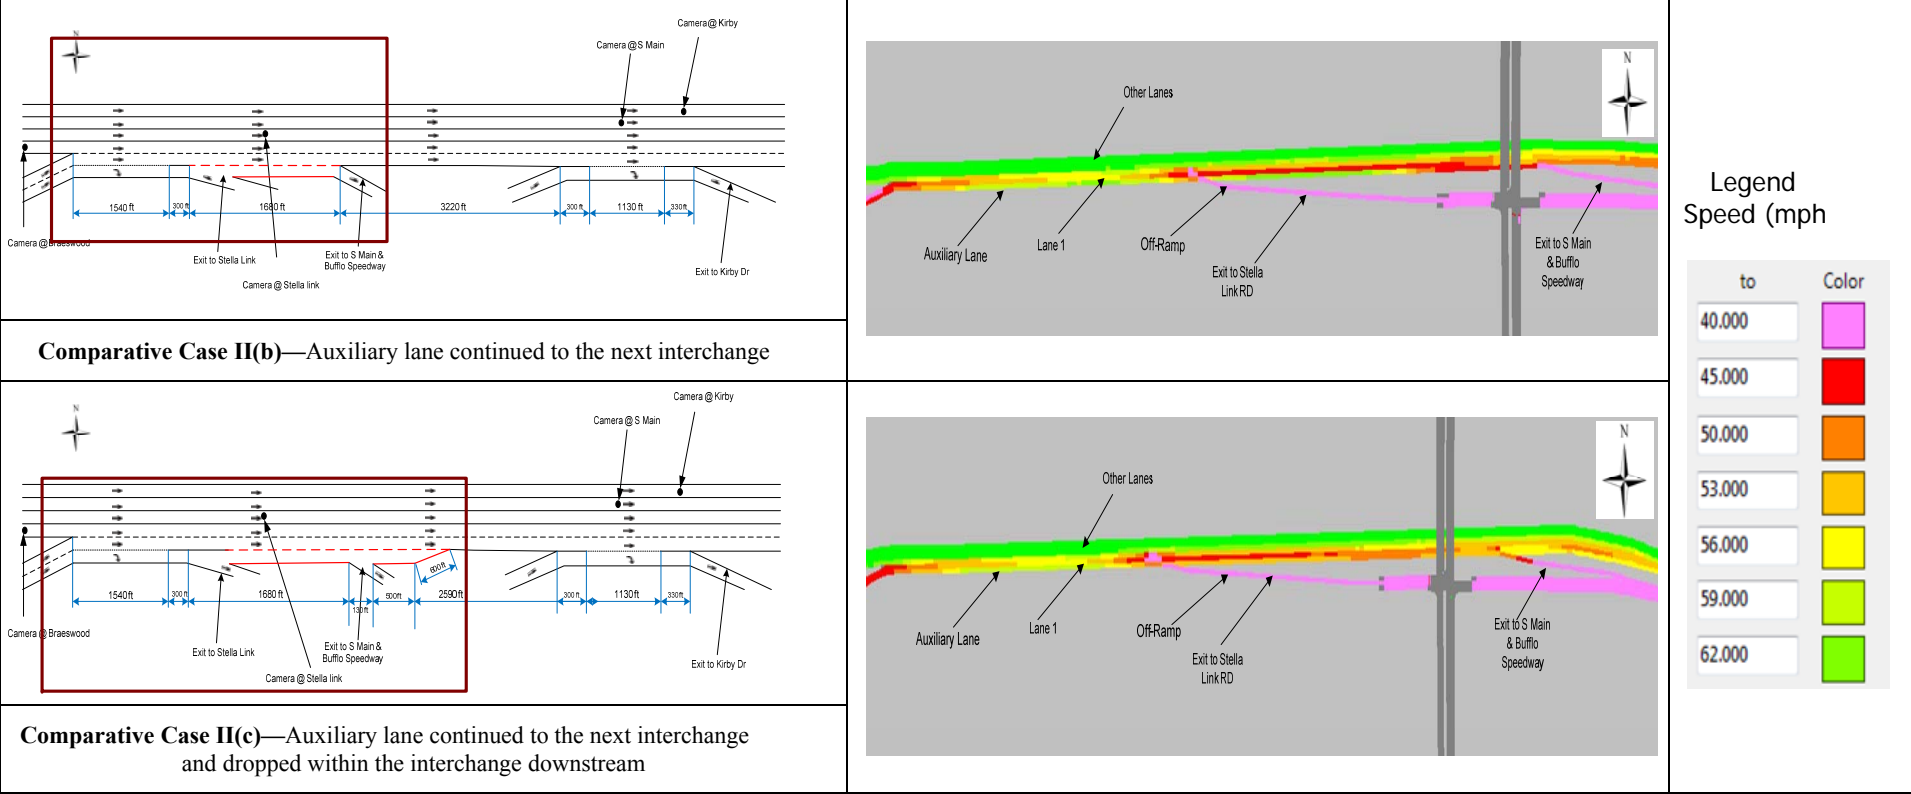 N
Camera @ Kirby
Camera @ S Main
1540 ft
300 ft
1680 ft
3220 ft
300 ft
1130 ft
330 ft
Camera @ Braeswood
Exit to Stella Link
Exit to S Main &
Bufflo Speedway
Camera @ Stella link
Exit to Kirby Dr
Comparative Case II(b)—Auxiliary lane continued to the next interchange
N
Other Lanes
Auxiliary Lane
Lane 1
Off-Ramp
Exit to Stella
Link RD
Exit to S Main
& Bufflo
Speedway
N
Camera @ Kirby
Camera @ S Main
600 ft
1540 ft
300 ft
1680 ft
130 ft
500 ft
2590 ft
300 ft
1130 ft
330 ft
Camera @ Braeswood
Exit to Stella Link
Exit to S Main &
Bufflo Speedway
Camera @ Stella link
Exit to Kirby Dr
Comparative Case II(c)—Auxiliary lane continued to the next interchange
and dropped within the interchange downstream
N
Other Lanes
Auxiliary Lane
Lane 1
Off-Ramp
Exit to Stella
Link RD
Exit to S Main
& Bufflo
Speedway
Legend
Speed (mph
to Color
40.000
45.000
50.000
53.000
56.000
59.000
62.000